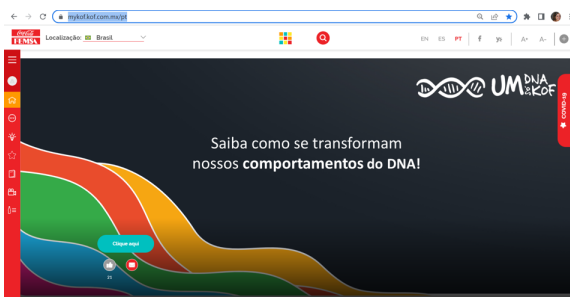 mykof.kof.com.mx/pt
Coca-Cola
FEMSA
Localização: Brasil
EN ES PT
A+ A-
UM DNA KOF
COVID-19
Saiba como se transformam
nossos comportamentos do DNA!
Clique aqui
21